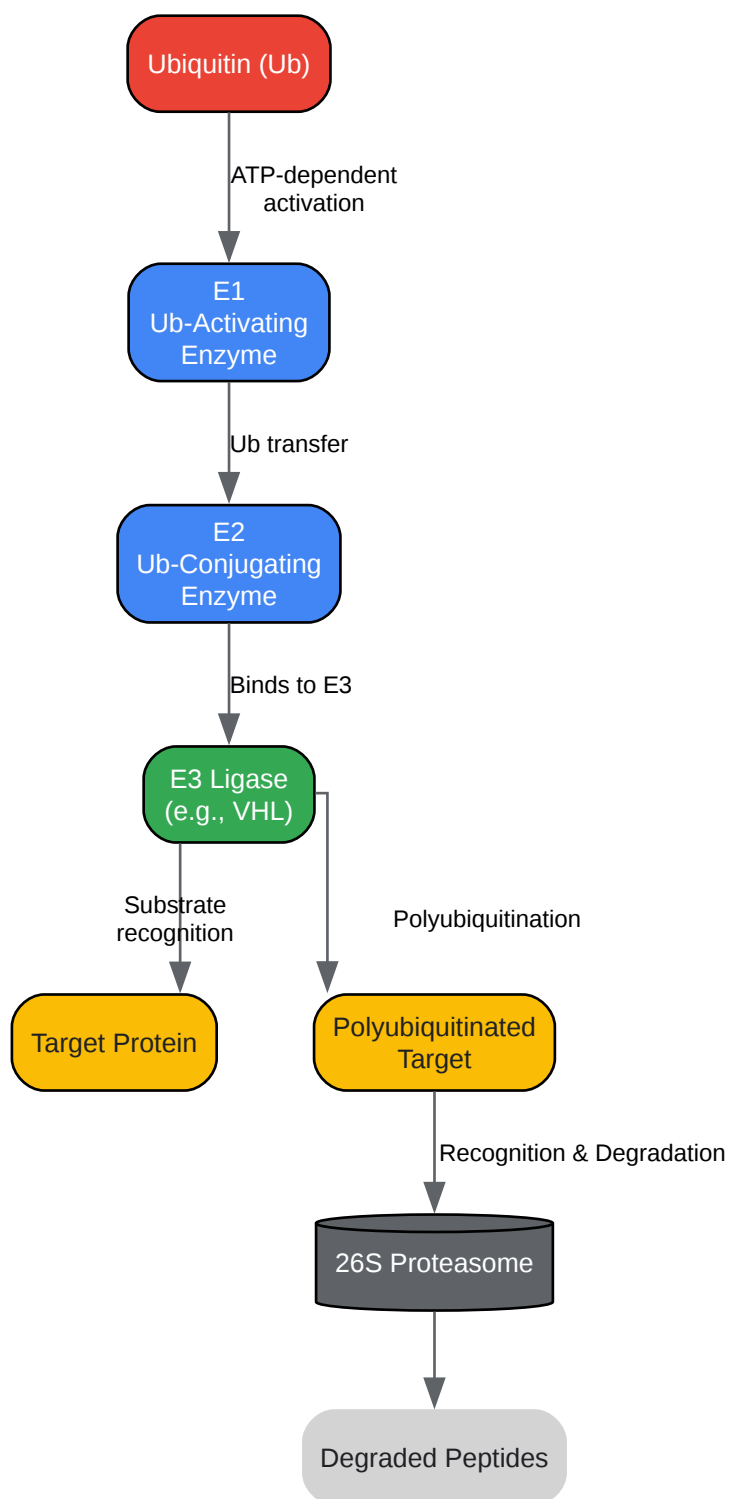 Ubiquitin (Ub)
ATP-dependent
activation
E1
Ub-Activating
Enzyme
Ub transfer
E2
Ub-Conjugating
Enzyme
Binds to E3
E3 Ligase
(e.g., VHL)
Substrate
recognition
Polyubiquitination
Target Protein
Polyubiquitinated
Target
Recognition & Degradation
26S Proteasome
Degraded Peptides